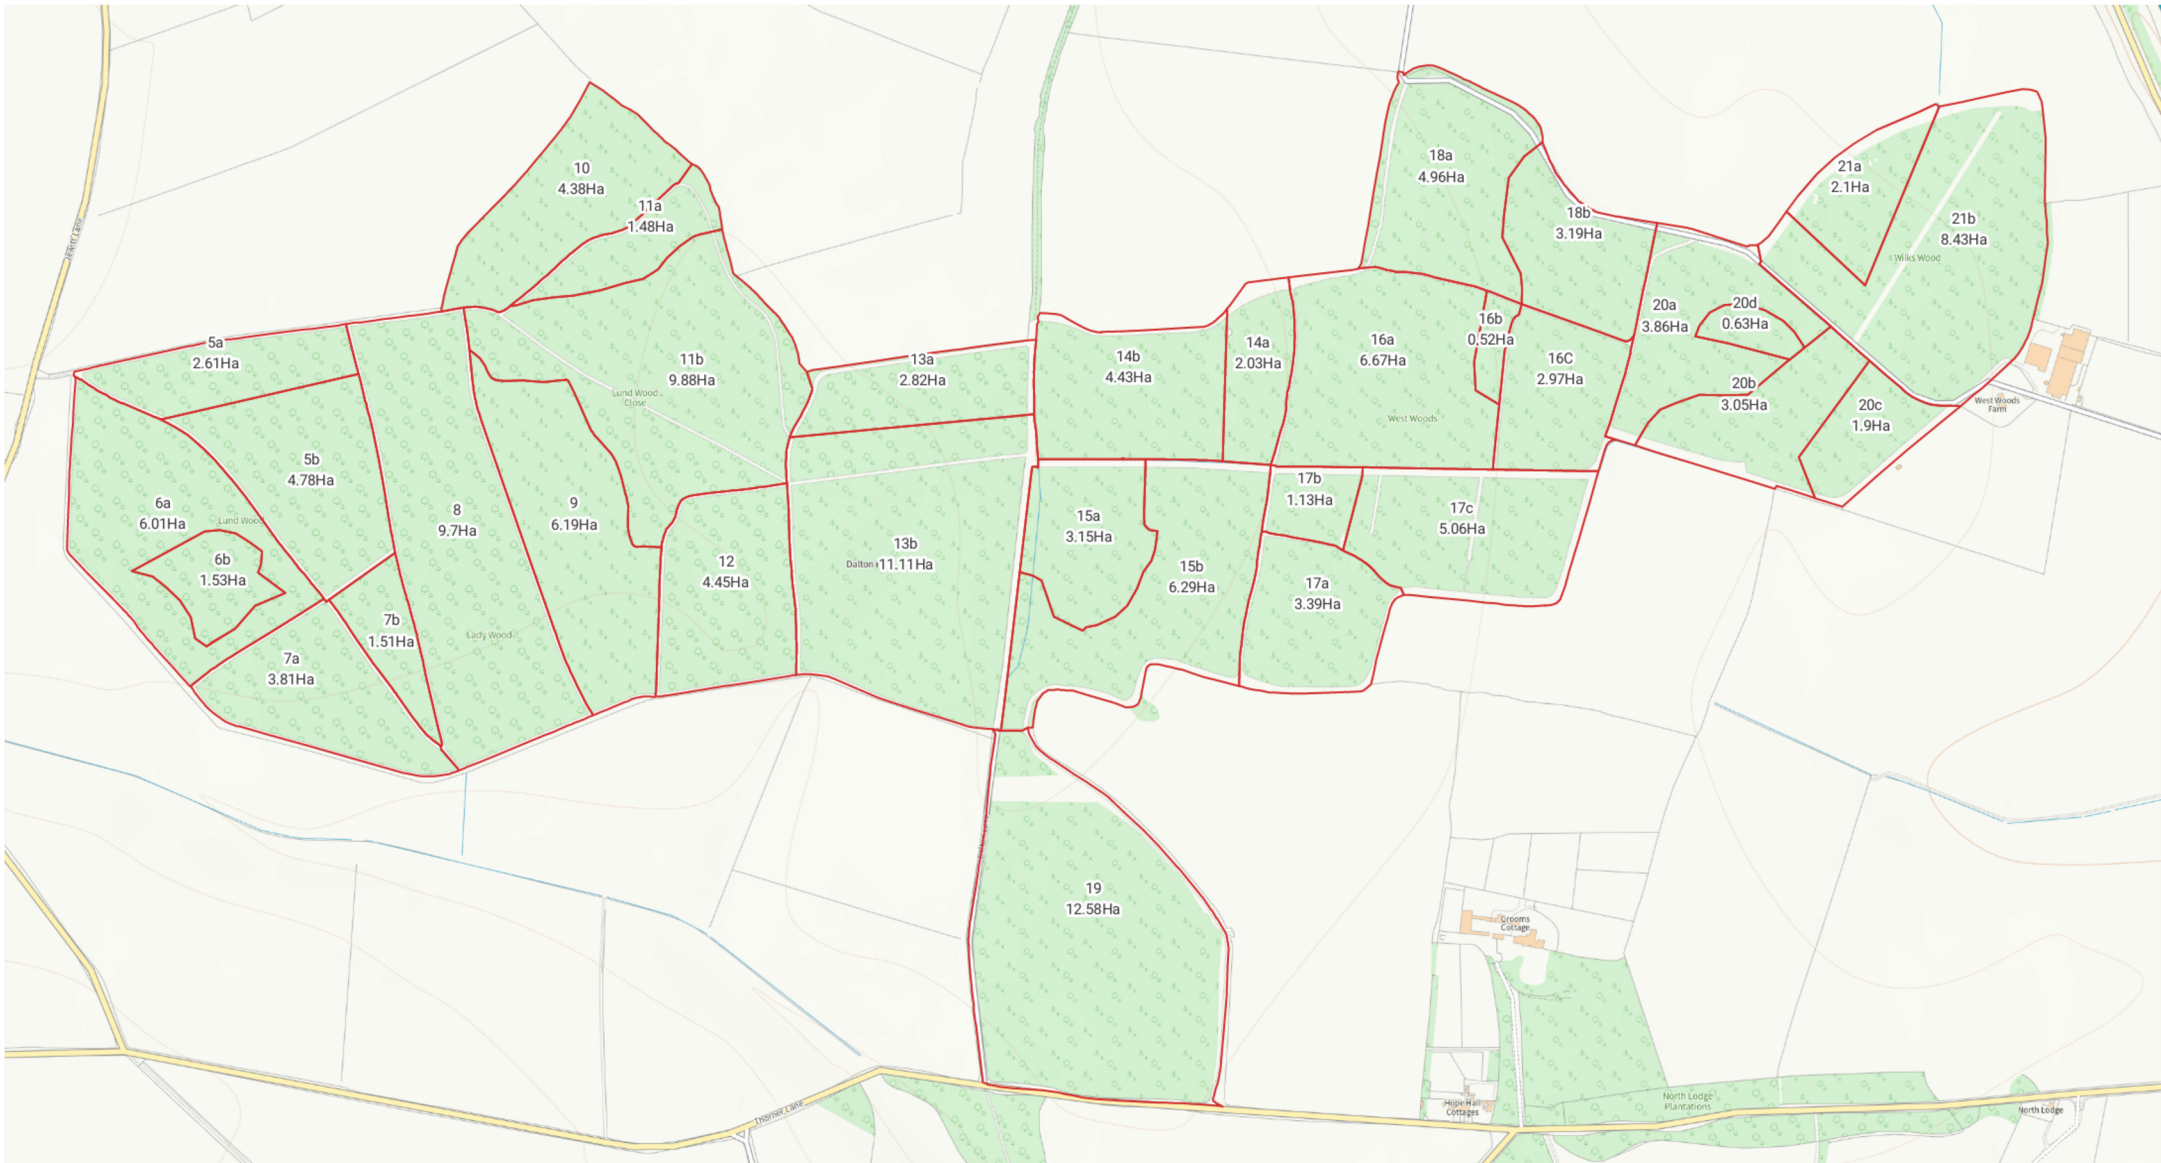 10
4.38Ha
11a
1.48Ha
18a
4.96Ha
18b
3.19Ha
21a
2.1Ha
21b
8.43Ha
Wilks Wood
Jewitt Lane
5a
2.61Ha
11b
9.88Ha
Lund Wood
Close
13a
2.82Ha
14b
4.43Ha
14a
2.03Ha
16a
6.67Ha
16b
0.52Ha
16C
2.97Ha
West Woods
20a
3.86Ha
20d
0.63Ha
20b
3.05Ha
20c
1.9Ha
West Woods
Farm
5b
4.78Ha
6a
6.01Ha
Lund Wood
6b
1.53Ha
8
9.7Ha
9
6.19Ha
12
4.45Ha
13b
Dalton
11.11Ha
15a
3.15Ha
15b
6.29Ha
17b
1.13Ha
17c
5.06Ha
17a
3.39Ha
7b
1.51Ha
Lady Wood
7a
3.81Ha
19
12.58Ha
Grooms
Cottage
Hope Hall
Cottages
North Lodge
Plantations
North Lodge
Thorner Lane